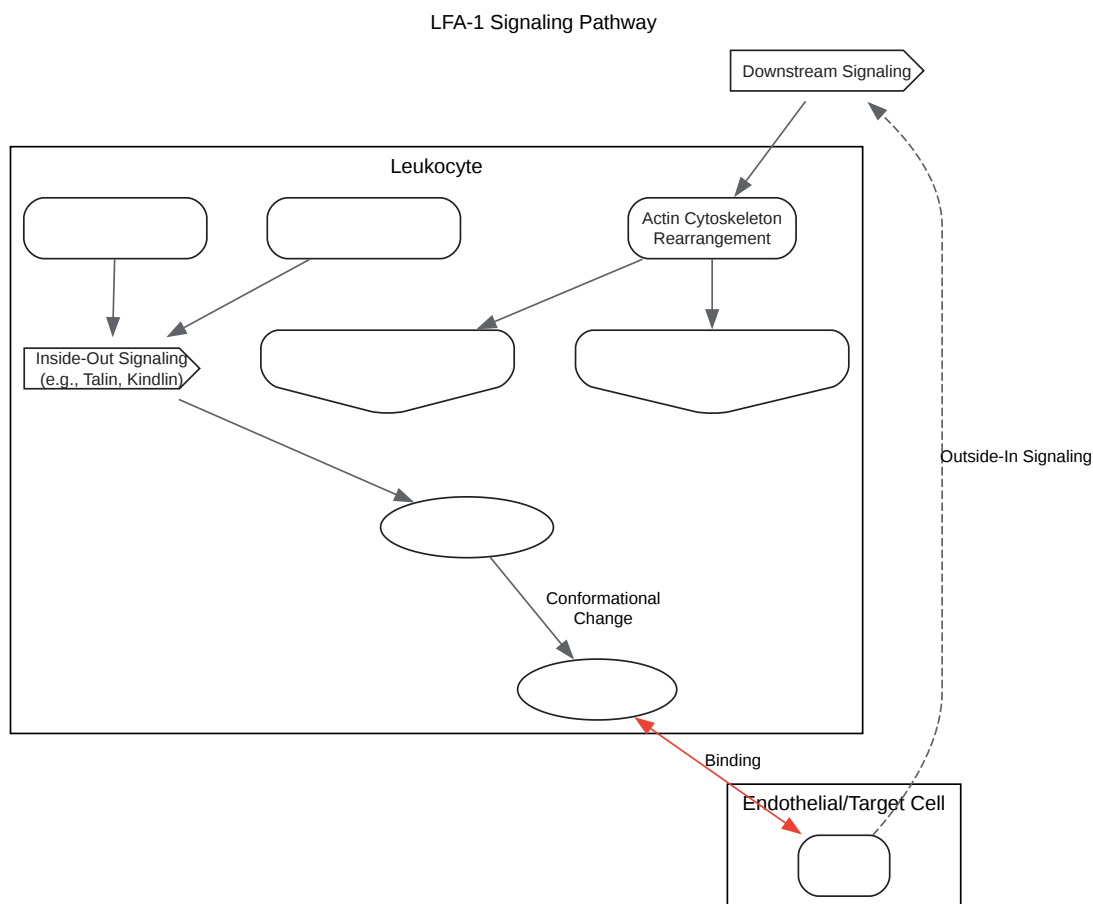 LFA-1 Signaling Pathway
Downstream Signaling
Leukocyte
Actin Cytoskeleton
Rearrangement
Inside-Out Signaling
(e.g., Talin, Kindlin)
Outside-In Signaling
Conformational
Change
Binding
Endothelial/Target Cell